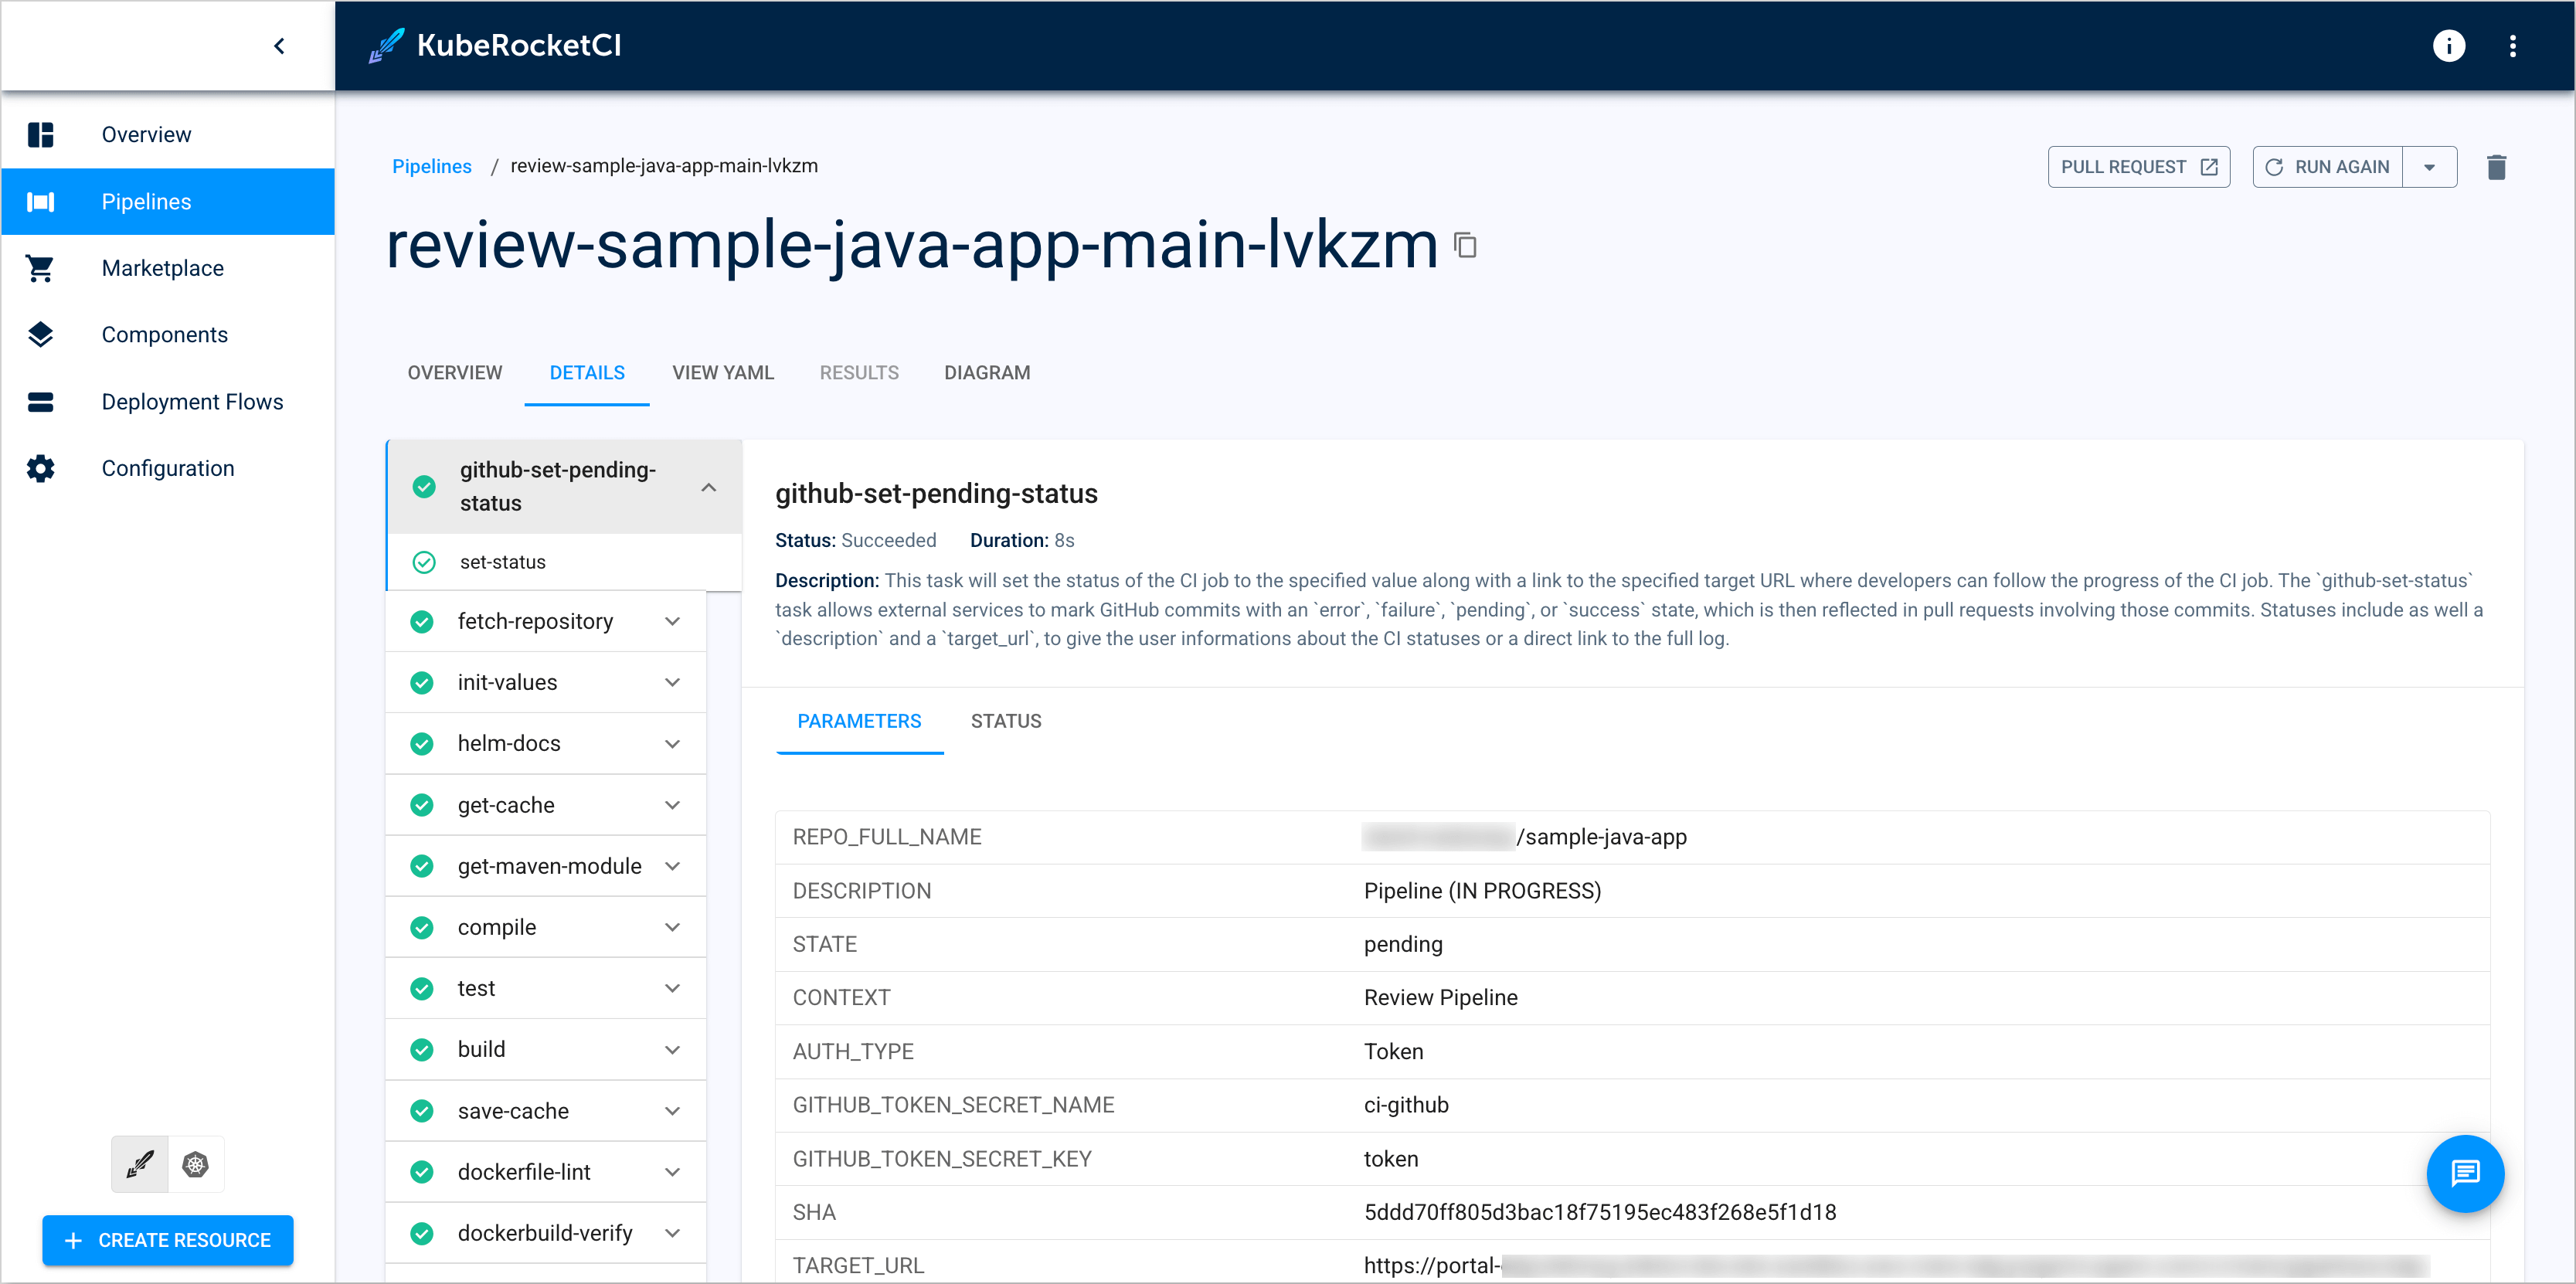 KubeRocketCI
Overview
Pipelines
Marketplace
Components
Deployment Flows
Configuration
CREATE RESOURCE
Pipelines / review-sample-java-app-main-lvkzm
PULL REQUEST
RUN AGAIN
review-sample-java-app-main-lvkzm
OVERVIEW DETAILS VIEW YAML RESULTS DIAGRAM
github-set-pending-
status
set-status
fetch-repository
init-values
helm-docs
get-cache
get-maven-module
compile
test
build
save-cache
dockerfile-lint
dockerbuild-verify
github-set-pending-status
Status: Succeeded Duration: 8s
Description: This task will set the status of the CI job to the specified value along with a link to the specified target URL where developers can follow the progress of the CI job. The `github-set-status`
task allows external services to mark GitHub commits with an `error`, `failure`, `pending`, or `success` state, which is then reflected in pull requests involving those commits. Statuses include as well a
`description` and a `target_url`, to give the user informations about the CI statuses or a direct link to the full log.
PARAMETERS STATUS
REPO_FULL_NAME /sample-java-app
DESCRIPTION Pipeline (IN PROGRESS)
STATE pending
CONTEXT Review Pipeline
AUTH_TYPE Token
GITHUB_TOKEN_SECRET_NAME ci-github
GITHUB_TOKEN_SECRET_KEY token
SHA 5ddd70ff805d3bac18f75195ec483f268e5f1d18
TARGET_URL https://portal-